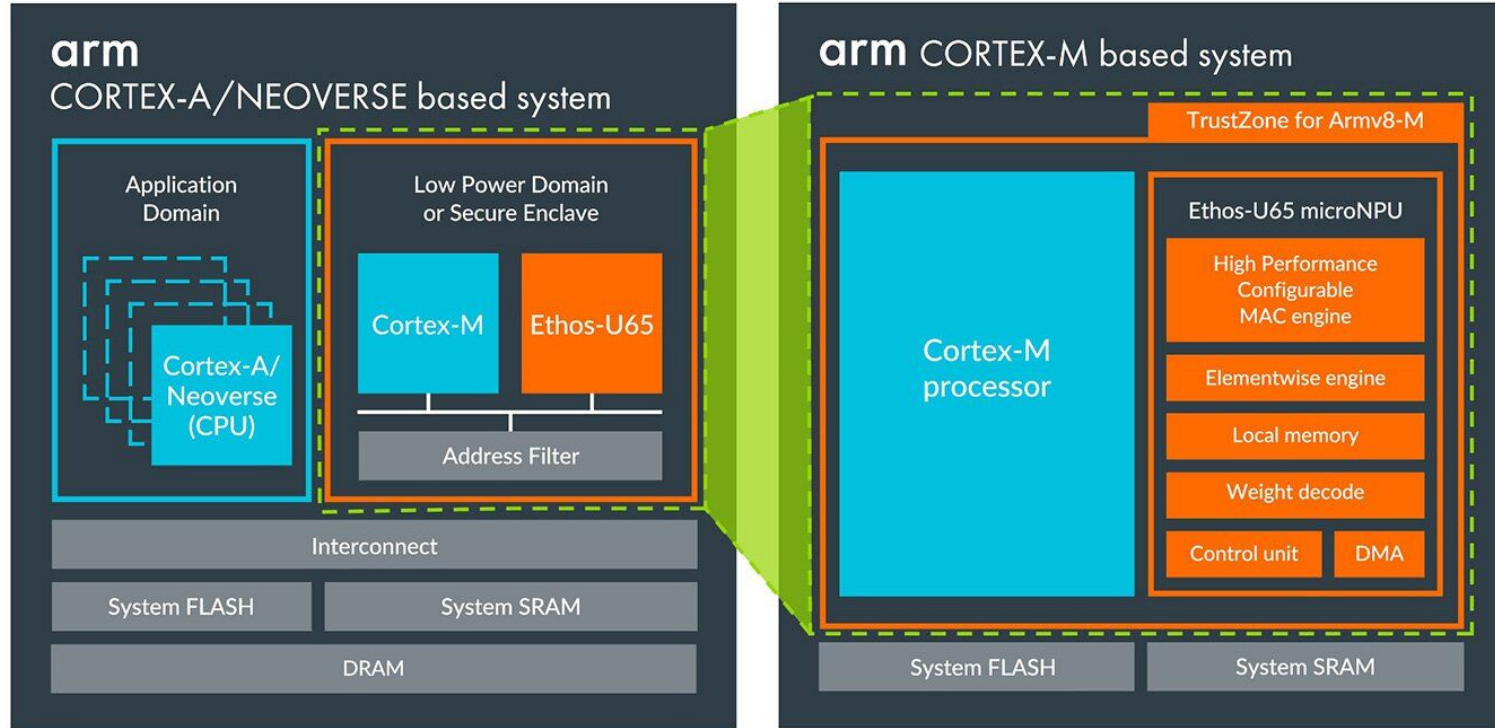 arm
CORTEX-A/NEOVERSE based system
Application
Domain
Cortex-A/
Neoverse
(CPU)
Low Power Domain
or Secure Enclave
Cortex-M
Ethos-U65
Address Filter
Interconnect
System FLASH
System SRAM
DRAM
arm CORTEX-M based system
TrustZone for Armv8-M
Cortex-M
processor
Ethos-U65 microNPU
High Performance
Configurable
MAC engine
Elementwise engine
Local memory
Weight decode
Control unit
DMA
System FLASH
System SRAM